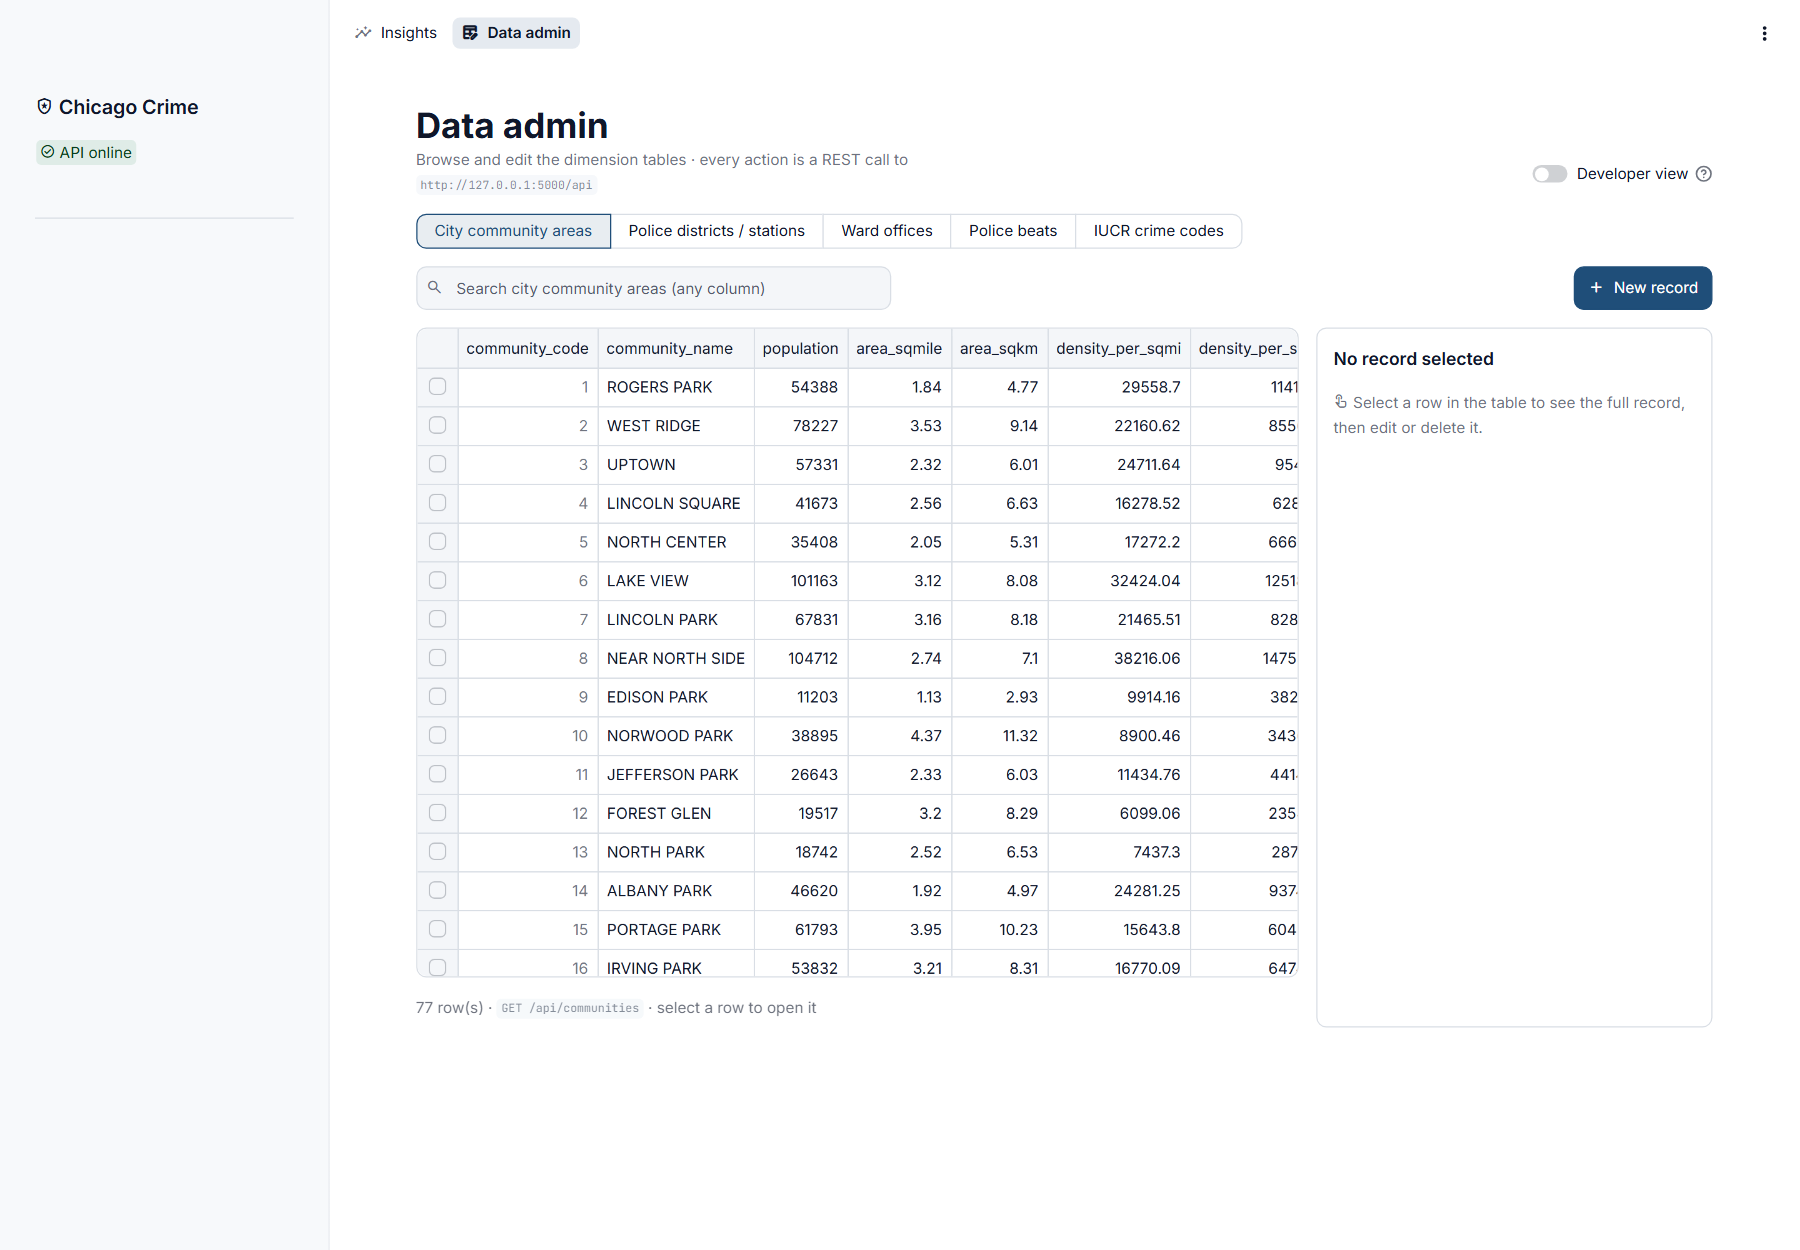 Insights
Data admin
Chicago Crime
API online
Data admin
Browse and edit the dimension tables · every action is a REST call to
http://127.0.0.1:5000/api
Developer view
City community areas Police districts / stations Ward offices Police beats IUCR crime codes
Search city community areas (any column)
+ New record
community_code community_name population area_sqmile area_sqkm density_per_sqmi density_per_s
1 ROGERS PARK 54388 1.84 4.77 29558.7 1141
2 WEST RIDGE 78227 3.53 9.14 22160.62 855
3 UPTOWN 57331 2.32 6.01 24711.64 954
4 LINCOLN SQUARE 41673 2.56 6.63 16278.52 628
5 NORTH CENTER 35408 2.05 5.31 17272.2 666
6 LAKE VIEW 101163 3.12 8.08 32424.04 1251
7 LINCOLN PARK 67831 3.16 8.18 21465.51 828
8 NEAR NORTH SIDE 104712 2.74 7.1 38216.06 1475
9 EDISON PARK 11203 1.13 2.93 9914.16 382
10 NORWOOD PARK 38895 4.37 11.32 8900.46 343
11 JEFFERSON PARK 26643 2.33 6.03 11434.76 441
12 FOREST GLEN 19517 3.2 8.29 6099.06 235
13 NORTH PARK 18742 2.52 6.53 7437.3 287
14 ALBANY PARK 46620 1.92 4.97 24281.25 937
15 PORTAGE PARK 61793 3.95 10.23 15643.8 604
16 IRVING PARK 53832 3.21 8.31 16770.09 647
No record selected
Select a row in the table to see the full record,
then edit or delete it.
77 row(s) · GET /api/communities · select a row to open it